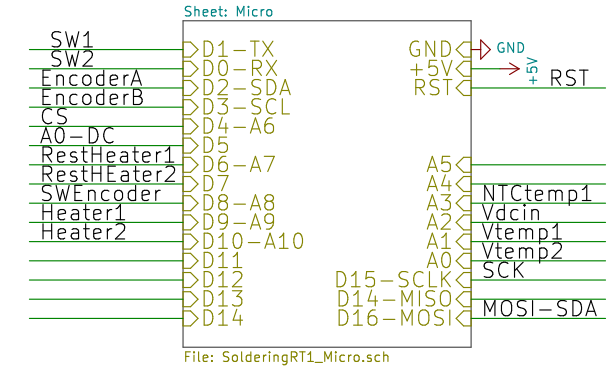 Sheet: Micro
SW1 D1-TX GND GND
SW2 D0-RX +5V +5V
EncoderA D2-SDA RST RST
EncoderB D3-SCL
CS D4-A6
A0-DC D5
RestHeater1 D6-A7 A5
RestHEater2 D7 A4
SWEncoder D8-A8 A3 NTCtemp1
Heater1 D9-A9 A2 Vdcin
Heater2 D10-A10 A1 Vtemp1
D11 A0 Vtemp2
D12 D15-SCLK SCK
D13 D14-MISO
D14 D16-MOSI MOSI-SDA
File: SolderingRT1_Micro.sch